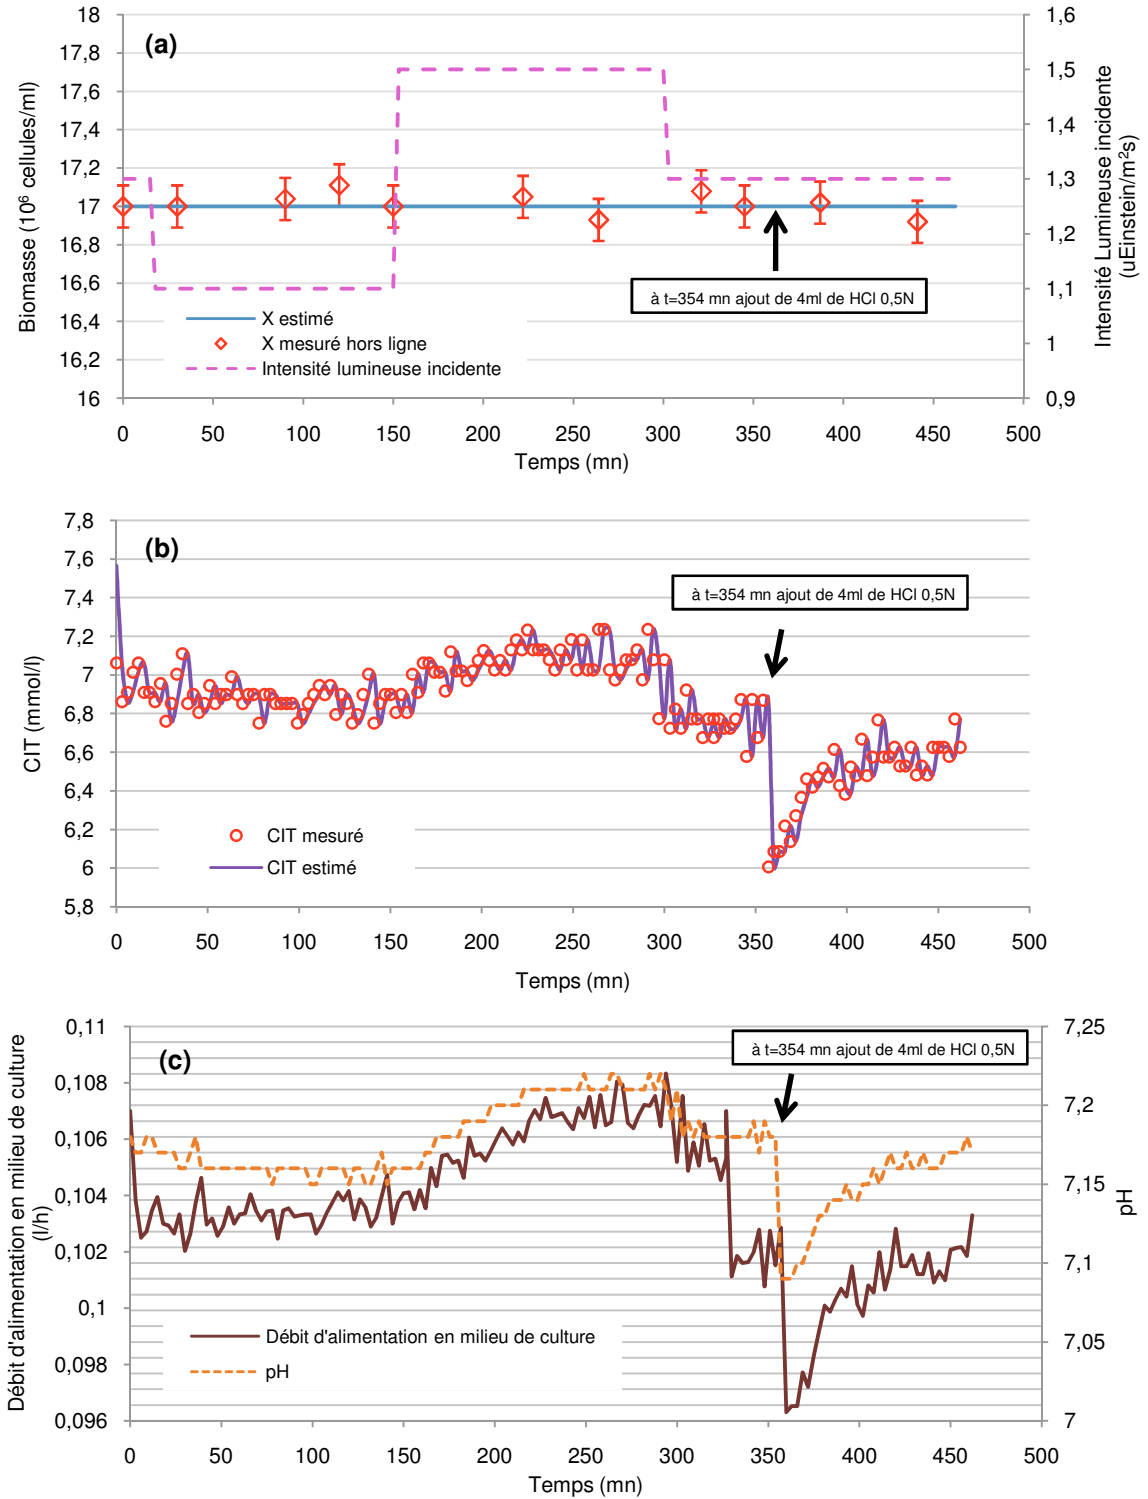 (a)
Biomasse (10⁶ cellules/ml)
18
17,8
17,6
17,4
17,2
17
16,8
16,6
16,4
16,2
16
1,6
1,5
1,4
1,3
1,2
1,1
1
0,9
Intensité Lumineuse incidente
(uEinstein/m²s)
à t=354 mn ajout de 4ml de HCl 0,5N
X estimé
X mesuré hors ligne
Intensité lumineuse incidente
0 50 100 150 200 250 300 350 400 450 500
Temps (mn)
(b)
CIT (mmol/l)
7,8
7,6
7,4
7,2
7
6,8
6,6
6,4
6,2
6
5,8
à t=354 mn ajout de 4ml de HCl 0,5N
CIT mesuré
CIT estimé
0 50 100 150 200 250 300 350 400 450 500
Temps (mn)
(c)
Débit d'alimentation en milieu de culture
(l/h)
0,11
0,108
0,106
0,104
0,102
0,1
0,098
0,096
7,25
7,2
7,15
7,1
7,05
7
pH
à t=354 mn ajout de 4ml de HCl 0,5N
Débit d'alimentation en milieu de culture
pH
0 50 100 150 200 250 300 350 400 450 500
Temps (mn)